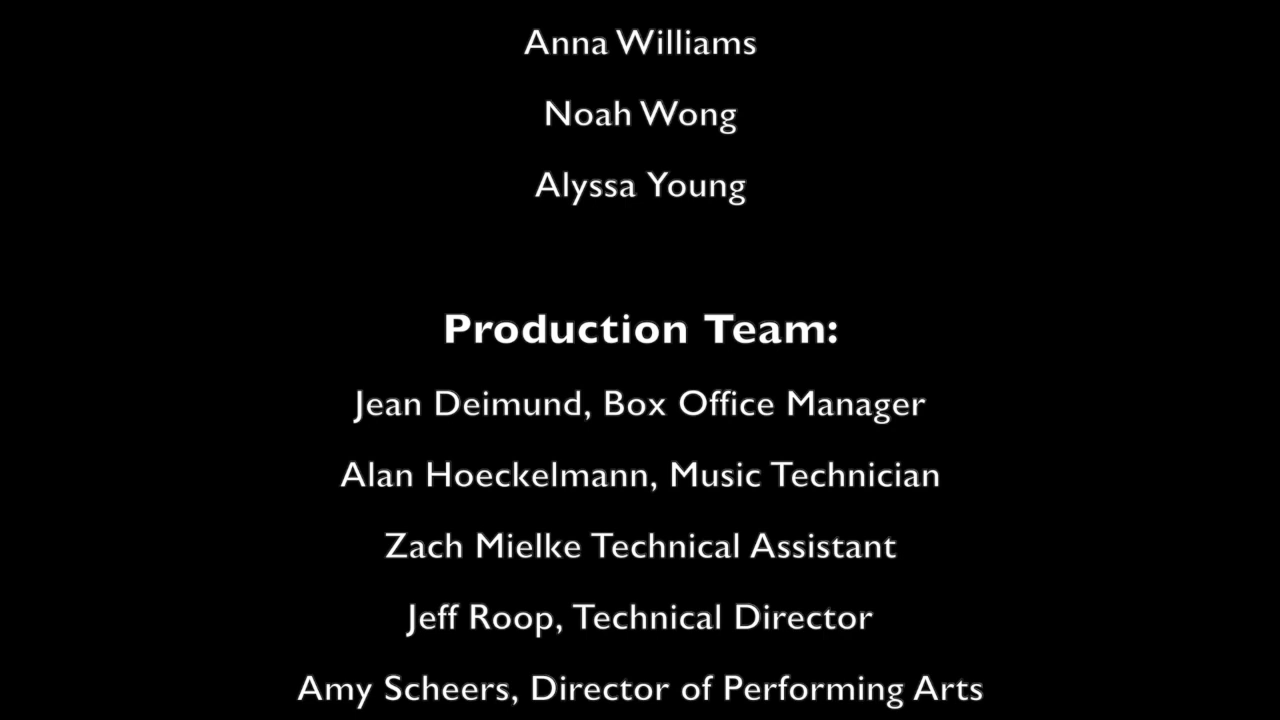 Anna Williams
Noah Wong
Alyssa Young
Production Team:
Jean Deimund, Box Office Manager
Alan Hoeckelmann, Music Technician
Zach Mielke Technical Assistant
Jeff Roop, Technical Director
Amy Scheers, Director of Performing Arts